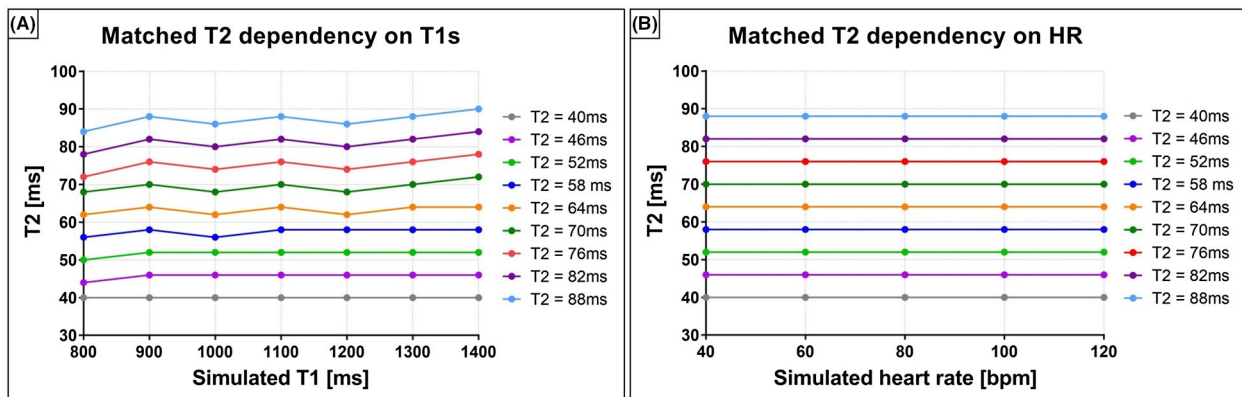 (A)
Matched T2 dependency on T1s
100
90
80
70
60
50
40
30
T2 [ms]
800 900 1000 1100 1200 1300 1400
Simulated T1 [ms]
T2 = 40ms
T2 = 46ms
T2 = 52ms
T2 = 58 ms
T2 = 64ms
T2 = 70ms
T2 = 76ms
T2 = 82ms
T2 = 88ms
(B)
Matched T2 dependency on HR
100
90
80
70
60
50
40
30
T2 [ms]
40 60 80 100 120
Simulated heart rate [bpm]
T2 = 40ms
T2 = 46ms
T2 = 52ms
T2 = 58 ms
T2 = 64ms
T2 = 70ms
T2 = 76ms
T2 = 82ms
T2 = 88ms